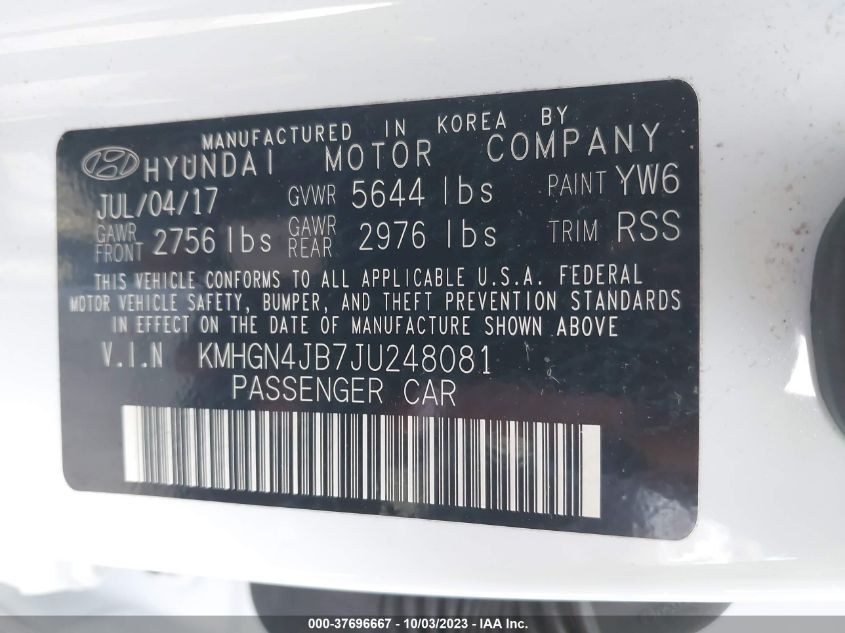 MANUFACTURED IN KOREA BY
HYUNDAI MOTOR COMPANY
JUL/04/17 GVWR 5644 lbs PAINT YW6
GAWR FRONT 2756 lbs GAWR REAR 2976 lbs TRIM RSS
THIS VEHICLE CONFORMS TO ALL APPLICABLE U.S.A. FEDERAL
MOTOR VEHICLE SAFETY, BUMPER, AND THEFT PREVENTION STANDARDS
IN EFFECT ON THE DATE OF MANUFACTURE SHOWN ABOVE
V.I.N KMHGN4JB7JU248081
PASSENGER CAR
000-37696667 - 10/03/2023 - © IAA Inc.